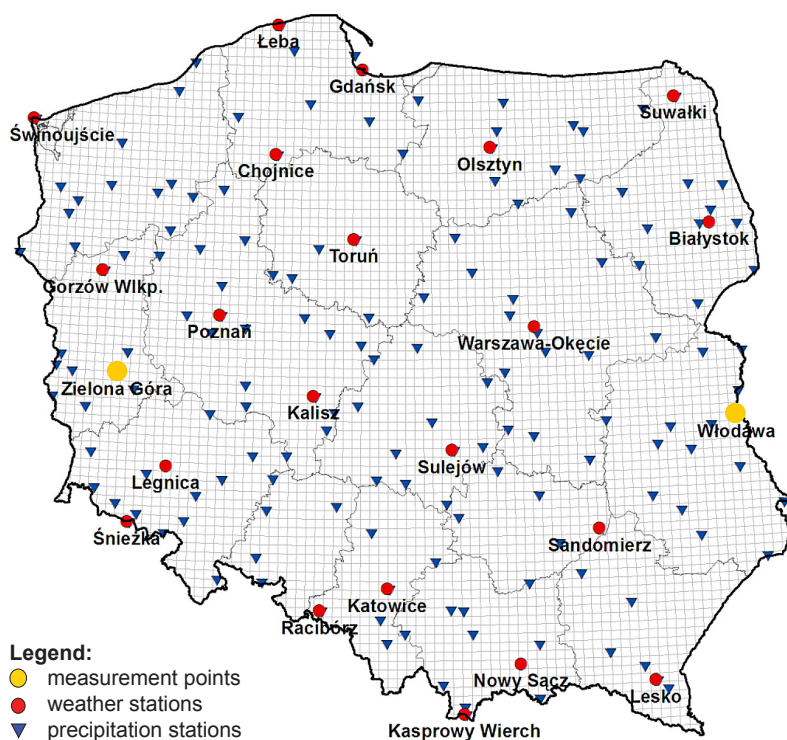 Łeba
Gdańsk
Suwałki
Świnoujście
Chojnice
Olsztyn
Białystok
Toruń
Gorzów Wlkp.
Poznań
Warszawa-Okęcie
Zielona Góra
Kalisz
Włodawa
Sulejów
Legnica
Śnieżka
Sandomierz
Katowice
Racibórz
Nowy Sącz
Lesko
Kasprowy Wierch
Legend:
measurement points
weather stations
precipitation stations